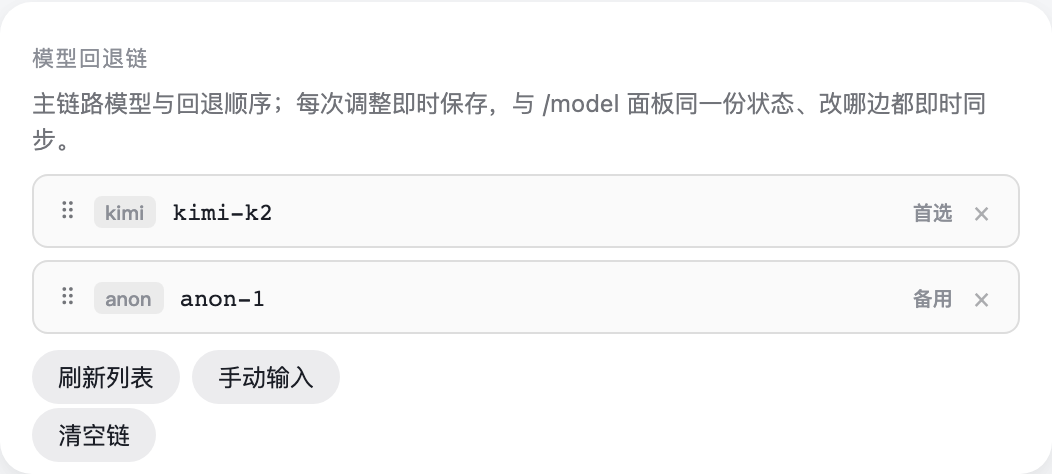 模型回退链
主链路模型与回退顺序；每次调整即时保存，与 /model 面板同一份状态、改哪边都即时同
步。
kimi kimi-k2 首选 ×
anon anon-1 备用 ×
刷新列表 手动输入
清空链